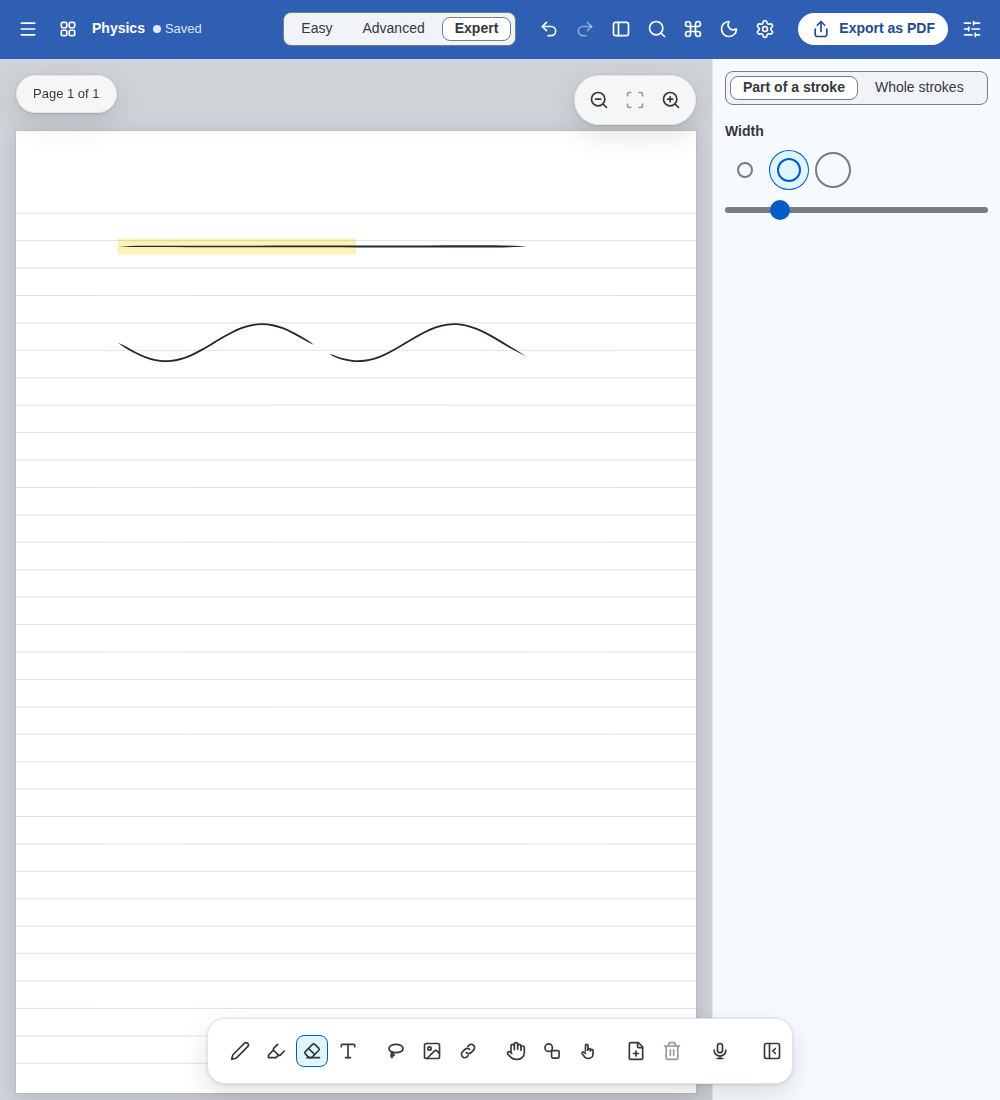 Physics Saved Easy Advanced Expert Export as PDF
Page 1 of 1
Part of a stroke Whole strokes
Width